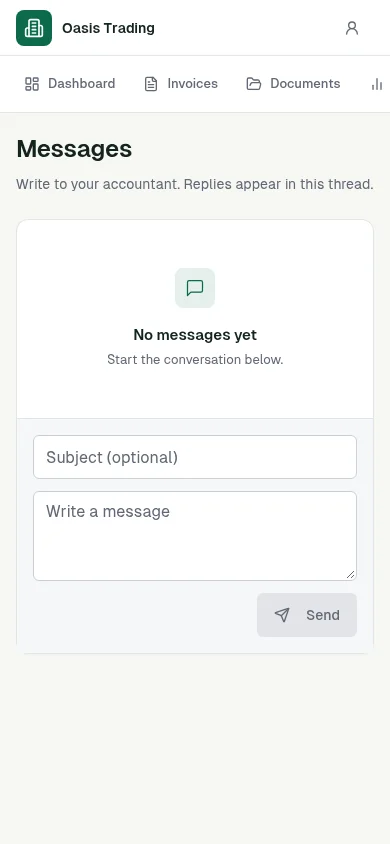 Oasis Trading
Dashboard Invoices Documents
Messages
Write to your accountant. Replies appear in this thread.
No messages yet
Start the conversation below.
Subject (optional)
Write a message
Send